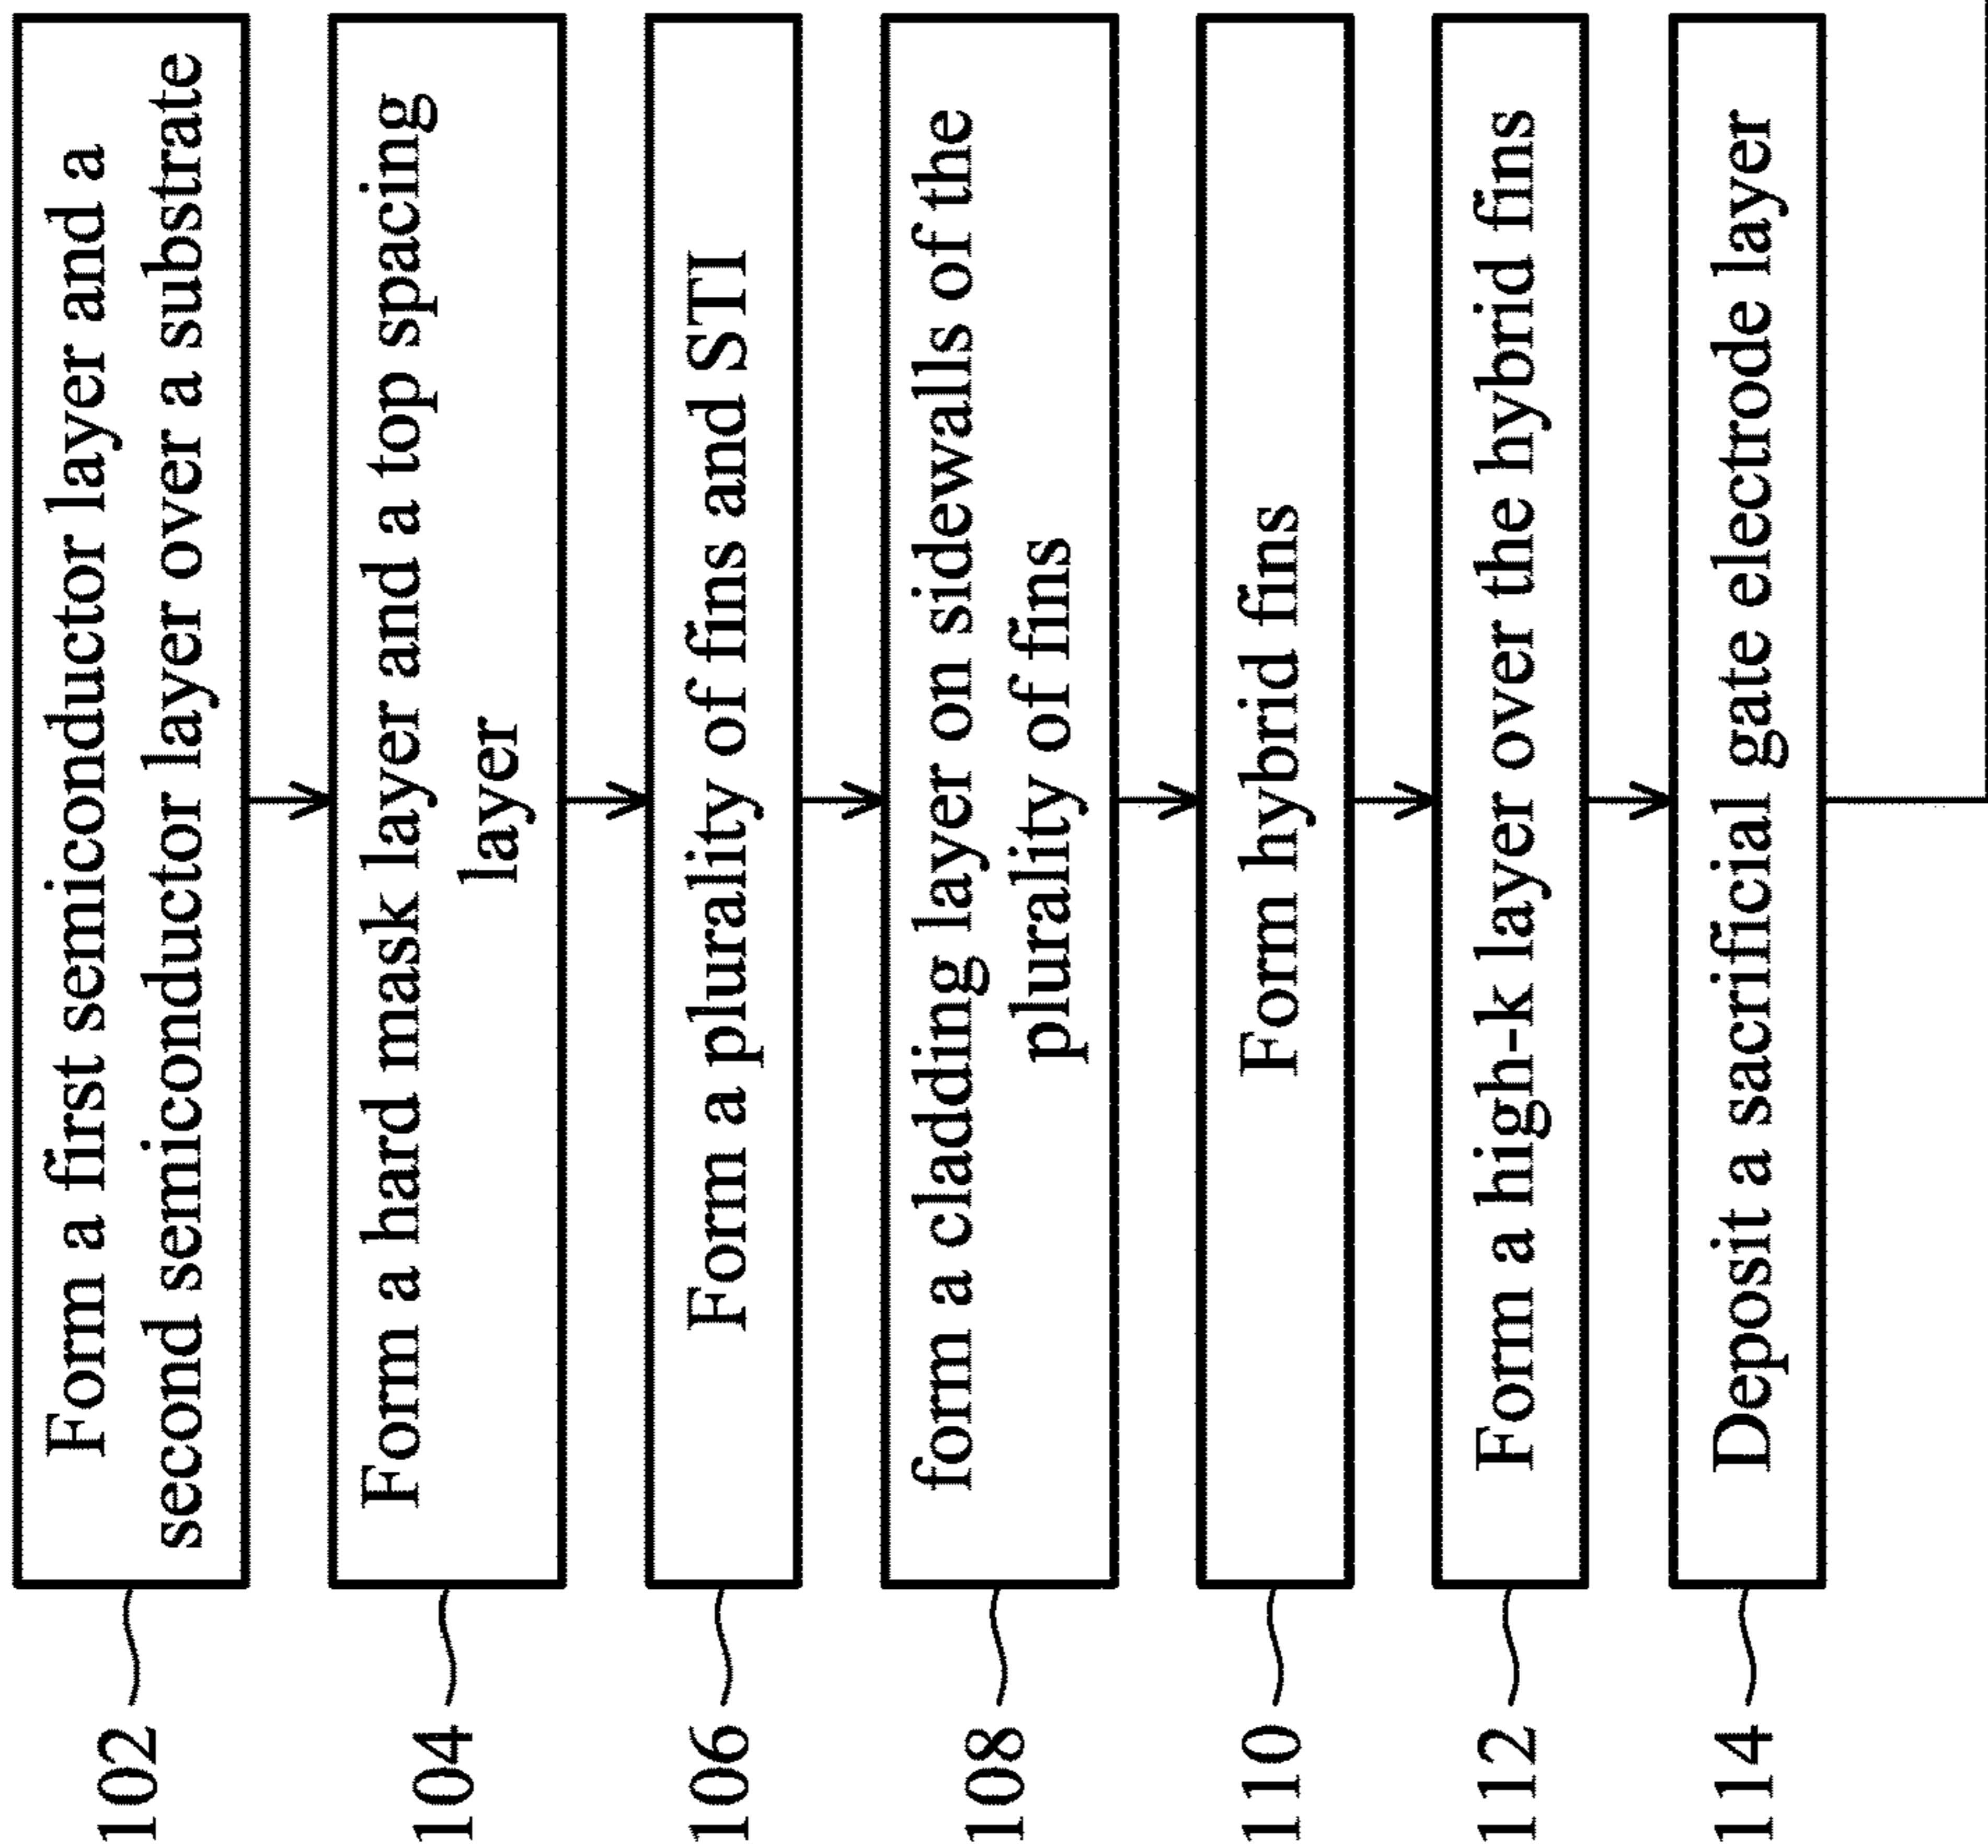 102
Form a first semiconductor layer and a
second semiconductor layer over a substrate
104
Form a hard mask layer and a top spacing
layer
106
Form a plurality of fins and STI
108
form a cladding layer on sidewalls of the
plurality of fins
110
Form hybrid fins
112
Form a high-k layer over the hybrid fins
114
Deposit a sacrificial gate electrode layer